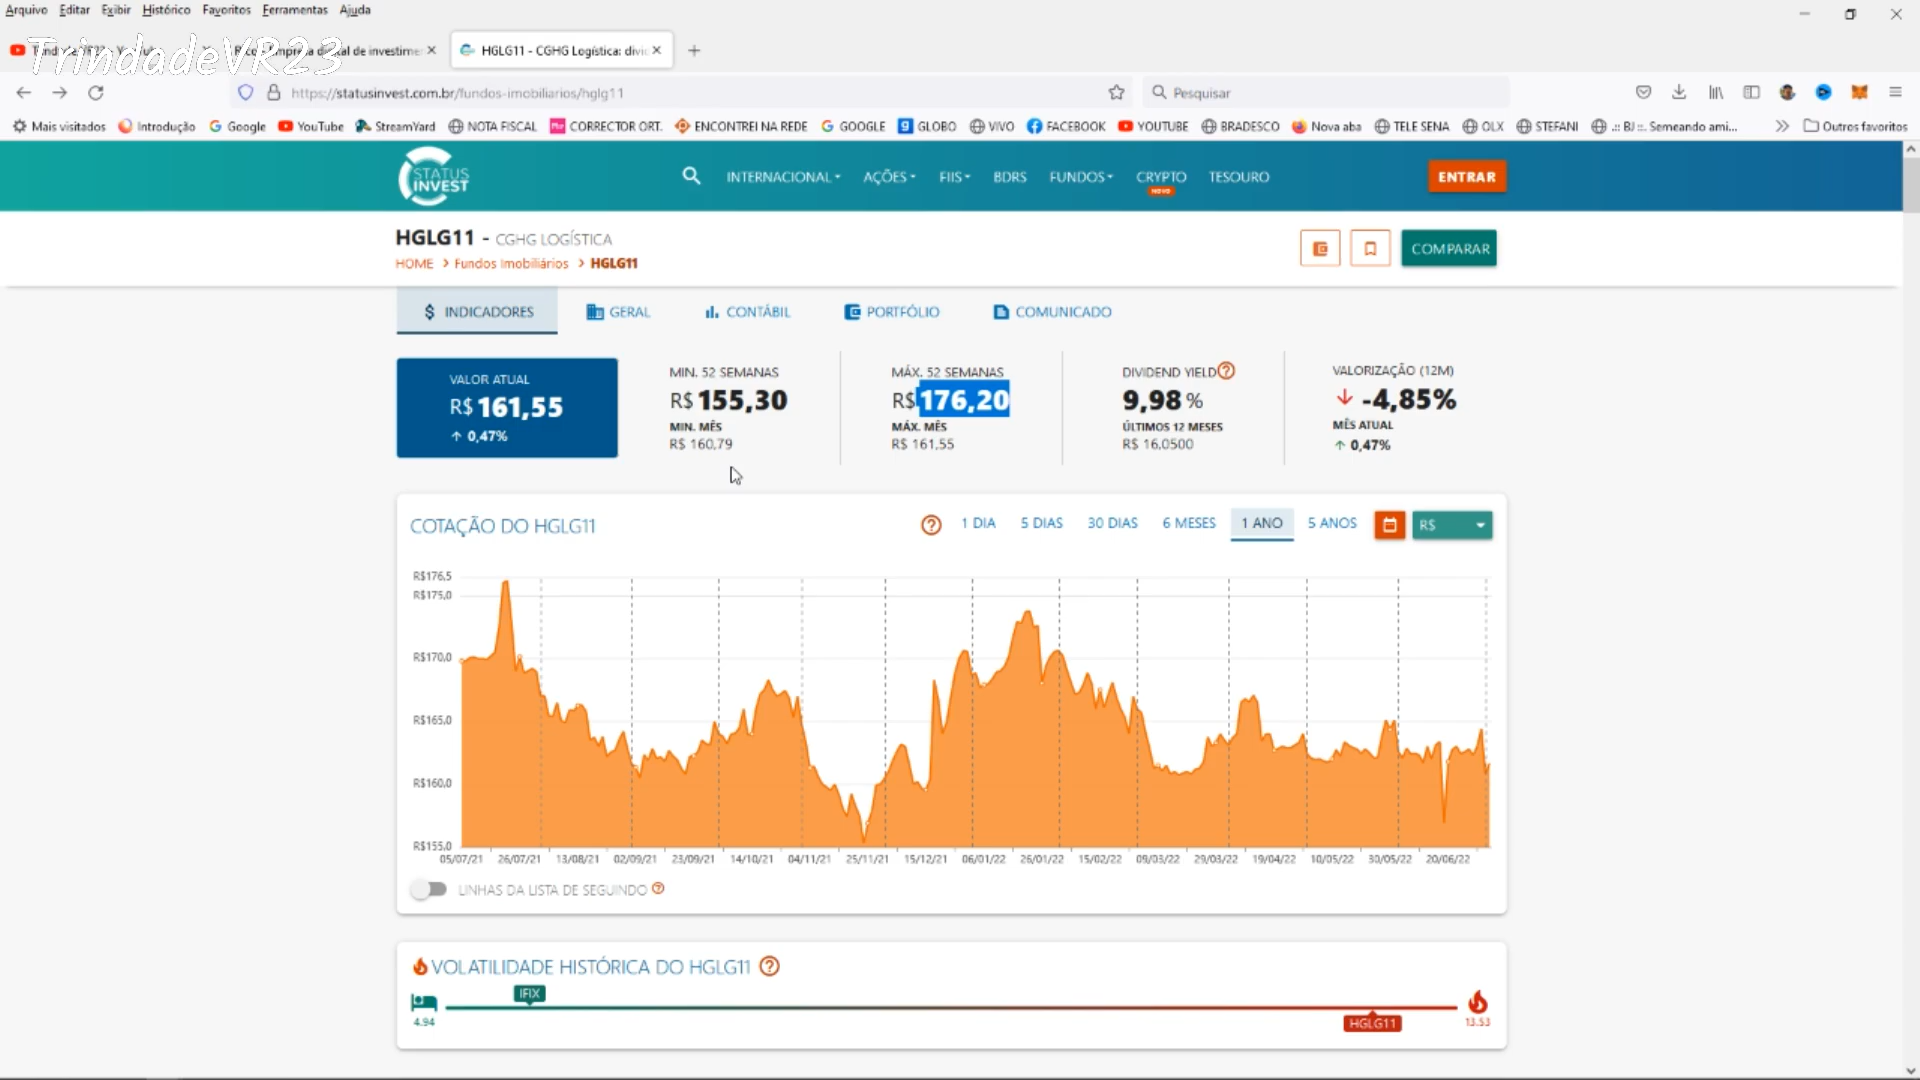 Arquivo Editar Exibir Histórico Favoritos Ferramentas Ajuda
TrindadeVR23
HGLG11 - CGHG Logística: divic
https://statusinvest.com.br/fundos-imobiliarios/hglg11
Pesquisar
Mais visitados Introdução Google YouTube StreamYard NOTA FISCAL CORRECTOR ORT. ENCONTREI NA REDE GOOGLE GLOBO VIVO FACEBOOK YOUTUBE BRADESCO Nova aba TELE SENA OLX STEFANI .:: BJ ::. Semeando ami... Outros favoritos
STATUS INVEST
INTERNACIONAL AÇÕES FIIS BDRS FUNDOS CRYPTO TESOURO ENTRAR
NOVO
HGLG11 - CGHG LOGÍSTICA
HOME > Fundos Imobiliários > HGLG11
COMPARAR
INDICADORES GERAL CONTÁBIL PORTFÓLIO COMUNICADO
VALOR ATUAL
R$ 161,55
0,47%
MIN. 52 SEMANAS
R$ 155,30
MIN. MÊS
R$ 160,79
MÁX. 52 SEMANAS
R$ 176,20
MÁX. MÊS
R$ 161,55
DIVIDEND YIELD
9,98 %
ÚLTIMOS 12 MESES
R$ 16,0500
VALORIZAÇÃO (12M)
-4,85%
MÊS ATUAL
0,47%
COTAÇÃO DO HGLG11
1 DIA 5 DIAS 30 DIAS 6 MESES 1 ANO 5 ANOS R$
R$176,5
R$175,0
R$170,0
R$165,0
R$160,0
R$155,0
05/07/21 26/07/21 13/08/21 02/09/21 23/09/21 14/10/21 04/11/21 25/11/21 15/12/21 06/01/22 26/01/22 15/02/22 09/03/22 29/03/22 19/04/22 10/05/22 30/05/22 20/06/22
LINHAS DA LISTA DE SEGUINDO
VOLATILIDADE HISTÓRICA DO HGLG11
IFIX
4.94
HGLG11
13.53